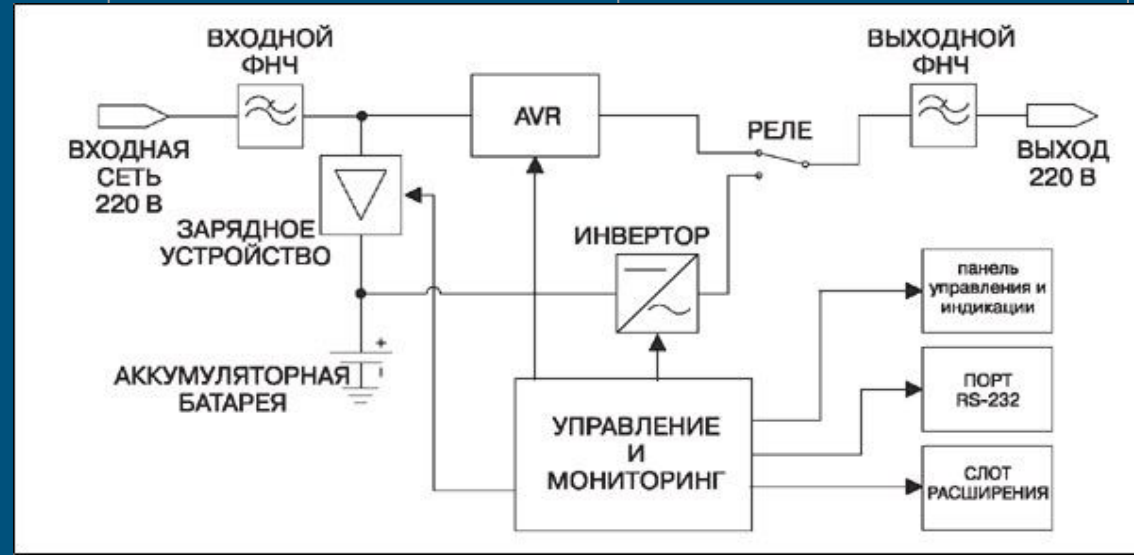 ВХОДНОЙ
ФНЧ
ВЫХОДНОЙ
ФНЧ
AVR
РЕЛЕ
ВХОДНАЯ
СЕТЬ
220 В
ВЫХОД
220 В
ЗАРЯДНОЕ
УСТРОЙСТВО
ИНВЕРТОР
панель
управления и
индикации
+
-
АККУМУЛЯТОРНАЯ
БАТАРЕЯ
ПОРТ
RS-232
УПРАВЛЕНИЕ
И
МОНИТОРИНГ
СЛОТ
РАСШИРЕНИЯ